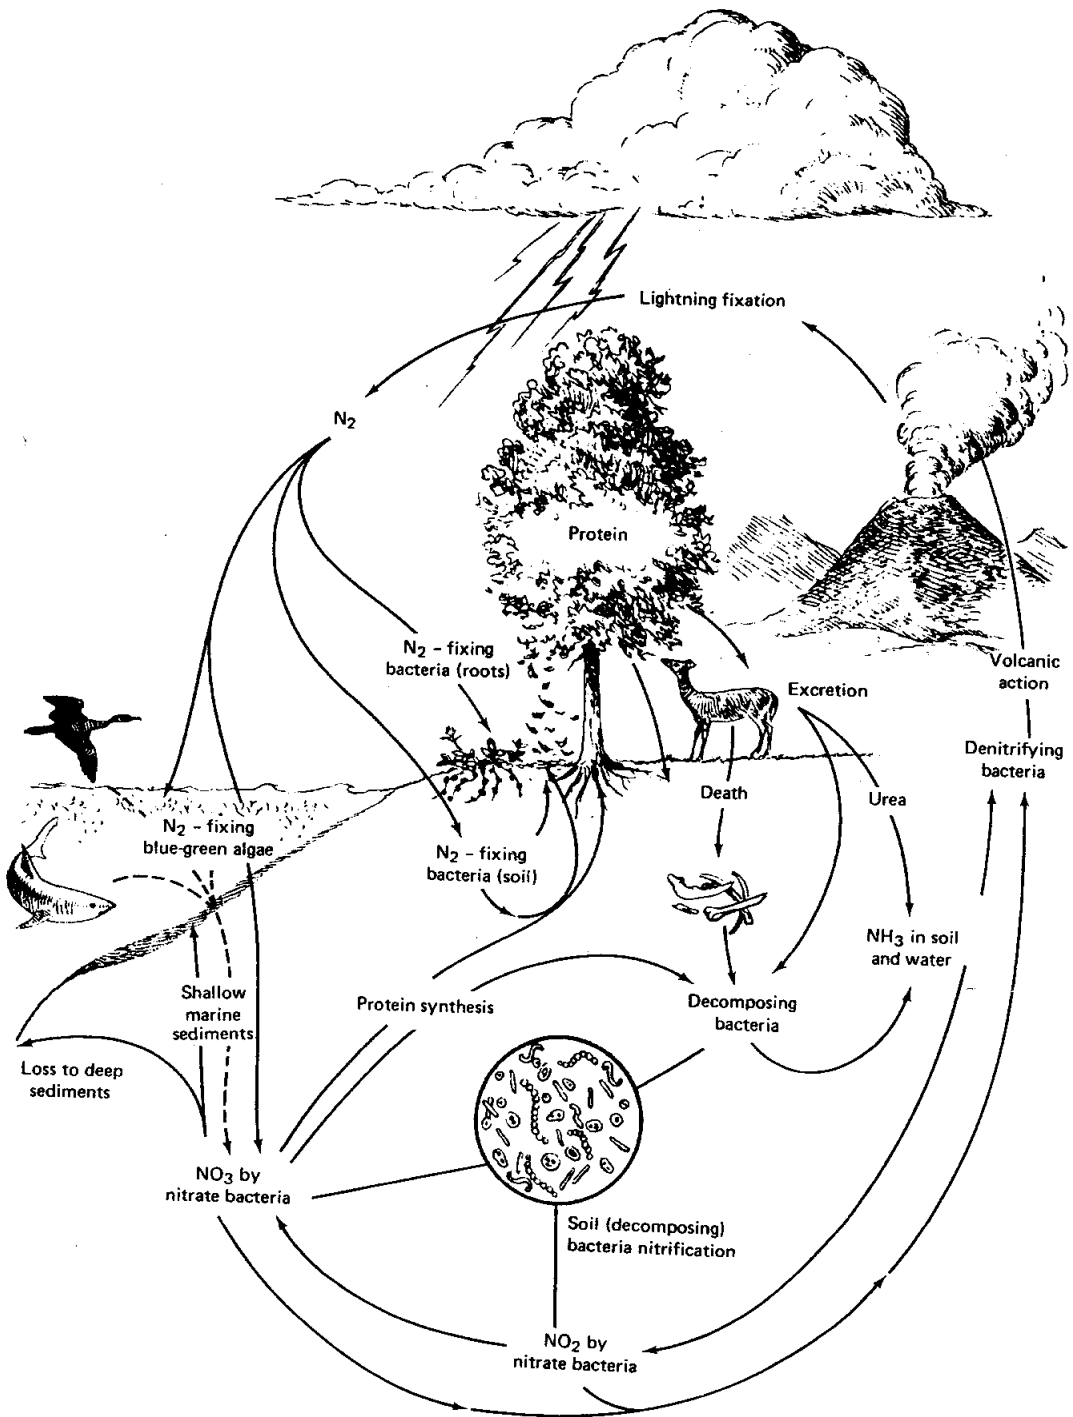 Lightning fixation
N2
Protein
N2 - fixing
bacteria (roots)
Volcanic
action
Excretion
Denitrifying
bacteria
Death
Urea
N2 - fixing
blue-green algae
N2 - fixing
bacteria (soil)
NH3 in soil
and water
Shallow
marine
sediments
Protein synthesis
Decomposing
bacteria
Loss to deep
sediments
NO3 by
nitrate bacteria
Soil (decomposing)
bacteria nitrification
NO2 by
nitrate bacteria